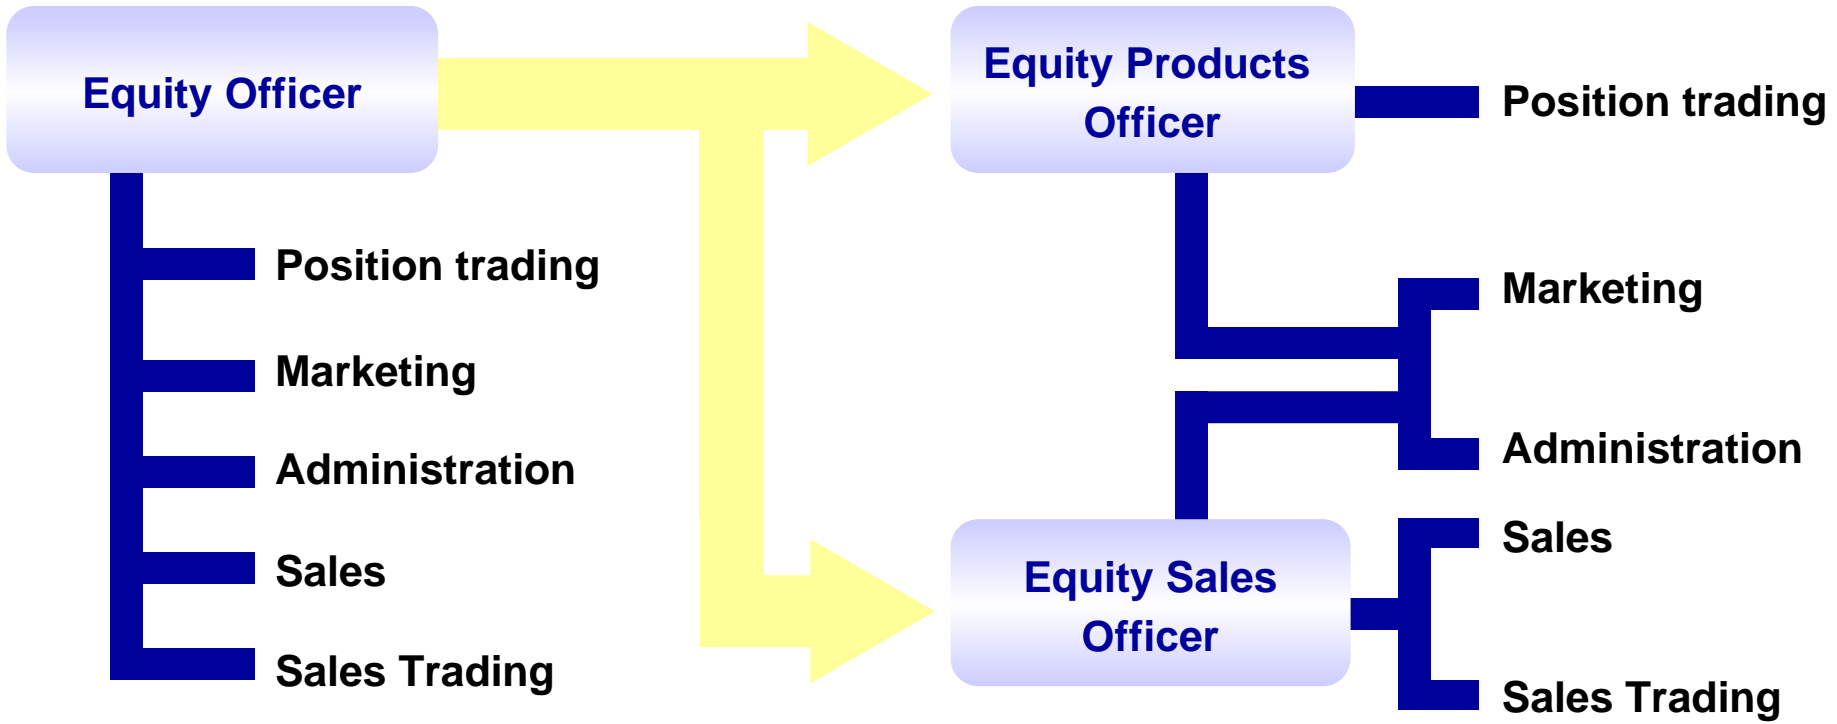 Equity Officer
Position trading
Marketing
Administration
Sales
Sales Trading
Equity Products
Officer
Position trading
Marketing
Administration
Equity Sales
Officer
Sales
Sales Trading